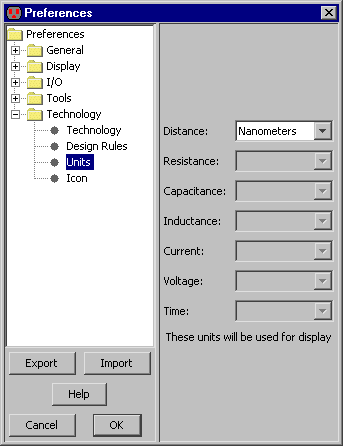 Preferences
Preferences
General
Display
I/O
Tools
Technology
Technology
Design Rules
Units
Icon
Export
Import
Help
Cancel
OK
Distance: Nanometers
Resistance:
Capacitance:
Inductance:
Current:
Voltage:
Time:
These units will be used for display